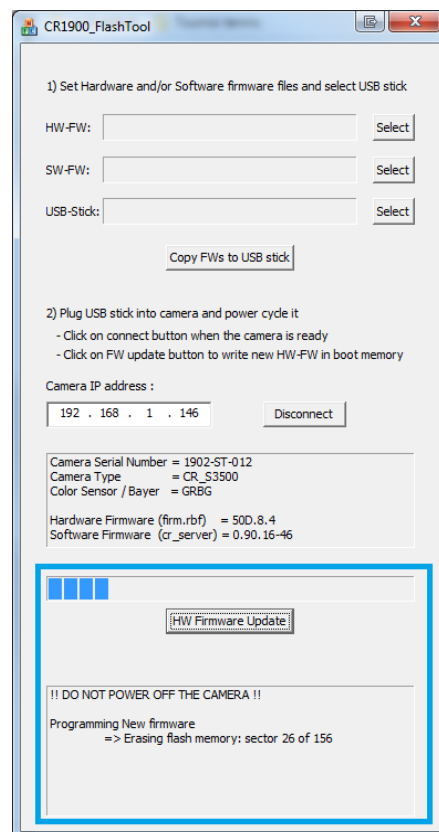 CR1900_FlashTool
1) Set Hardware and/or Software firmware files and select USB stick
HW-FW: Select
SW-FW: Select
USB-Stick: Select
Copy FWs to USB stick
2) Plug USB stick into camera and power cycle it
- Click on connect button when the camera is ready
- Click on FW update button to write new HW-FW in boot memory
Camera IP address :
192 . 168 . 1 . 146 Disconnect
Camera Serial Number = 1902-ST-012
Camera Type = CR_S3500
Color Sensor / Bayer = GRBG
Hardware Firmware (firm.rbf) = 50D.8.4
Software Firmware (cr_server) = 0.90.16-46
HW Firmware Update
!! DO NOT POWER OFF THE CAMERA !!
Programming New firmware
=> Erasing flash memory: sector 26 of 156